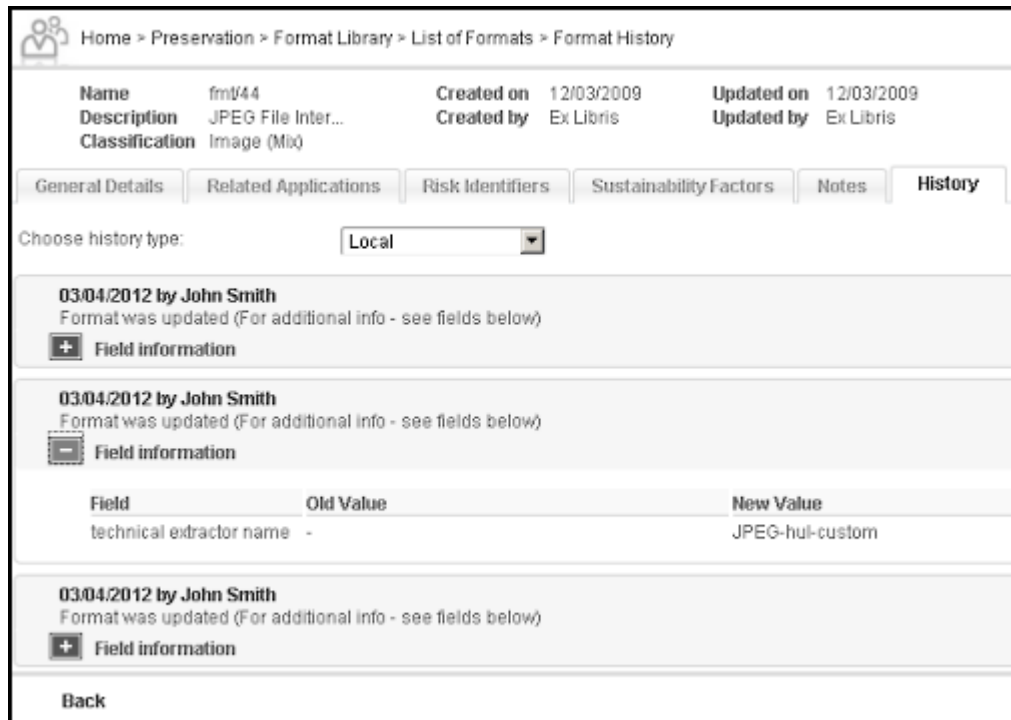 Home > Preservation > Format Library > List of Formats > Format History
Name fmt/44 Created on 12/03/2009 Updated on 12/03/2009
Description JPEG File Inter... Created by Ex Libris Updated by Ex Libris
Classification Image (Mix)
General Details Related Applications Risk Identifiers Sustainability Factors Notes History
Choose history type: Local
03/04/2012 by John Smith
Format was updated (For additional info - see fields below)
+ Field information
03/04/2012 by John Smith
Format was updated (For additional info - see fields below)
- Field information
Field Old Value New Value
technical extractor name - JPEG-hul-custom
03/04/2012 by John Smith
Format was updated (For additional info - see fields below)
+ Field information
Back